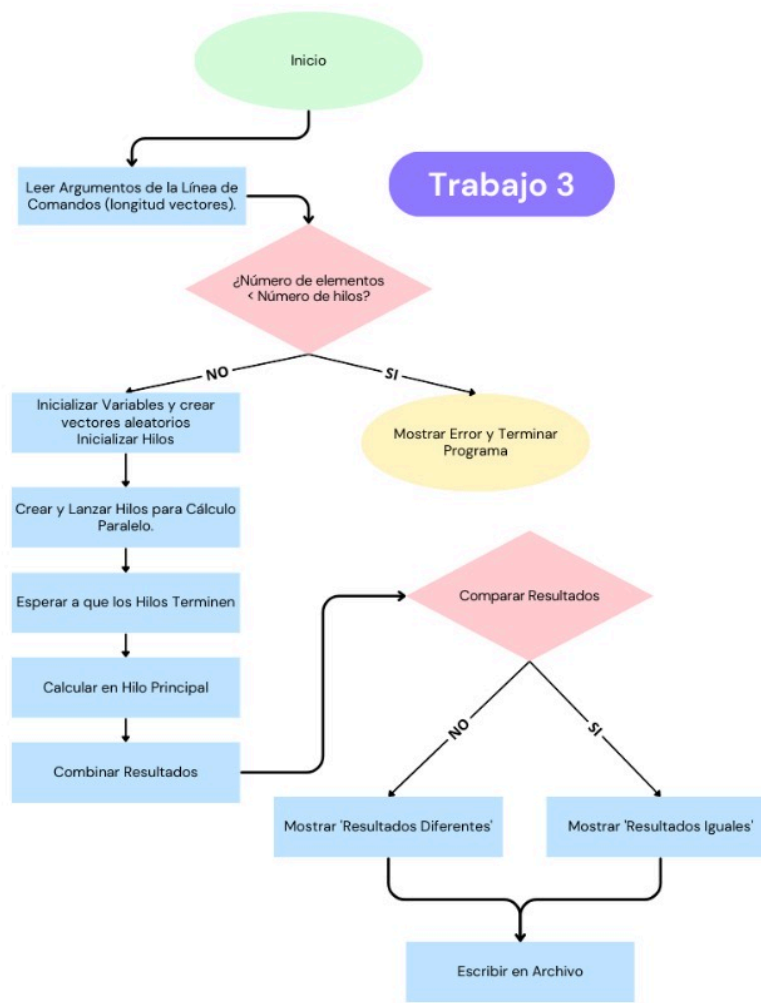 Inicio
Trabajo 3
Leer Argumentos de la Línea de
Comandos (longitud vectores).
¿Número de elementos
< Número de hilos?
NO
SI
Inicializar Variables y crear
vectores aleatorios
Inicializar Hilos
Mostrar Error y Terminar
Programa
Crear y Lanzar Hilos para Cálculo
Paralelo.
Esperar a que los Hilos Terminen
Comparar Resultados
Calcular en Hilo Principal
Combinar Resultados
NO
SI
Mostrar 'Resultados Diferentes'
Mostrar 'Resultados Iguales'
Escribir en Archivo